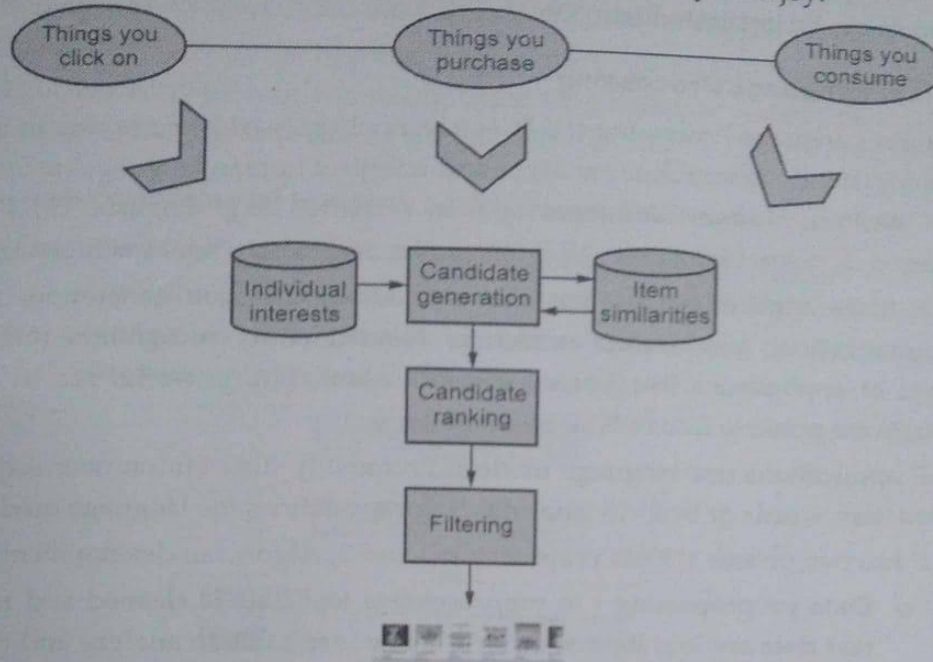 Things you
click on
Things you
purchase
Things you
consume
Individual
interests
Candidate
generation
Item
similarities
Candidate
ranking
Filtering